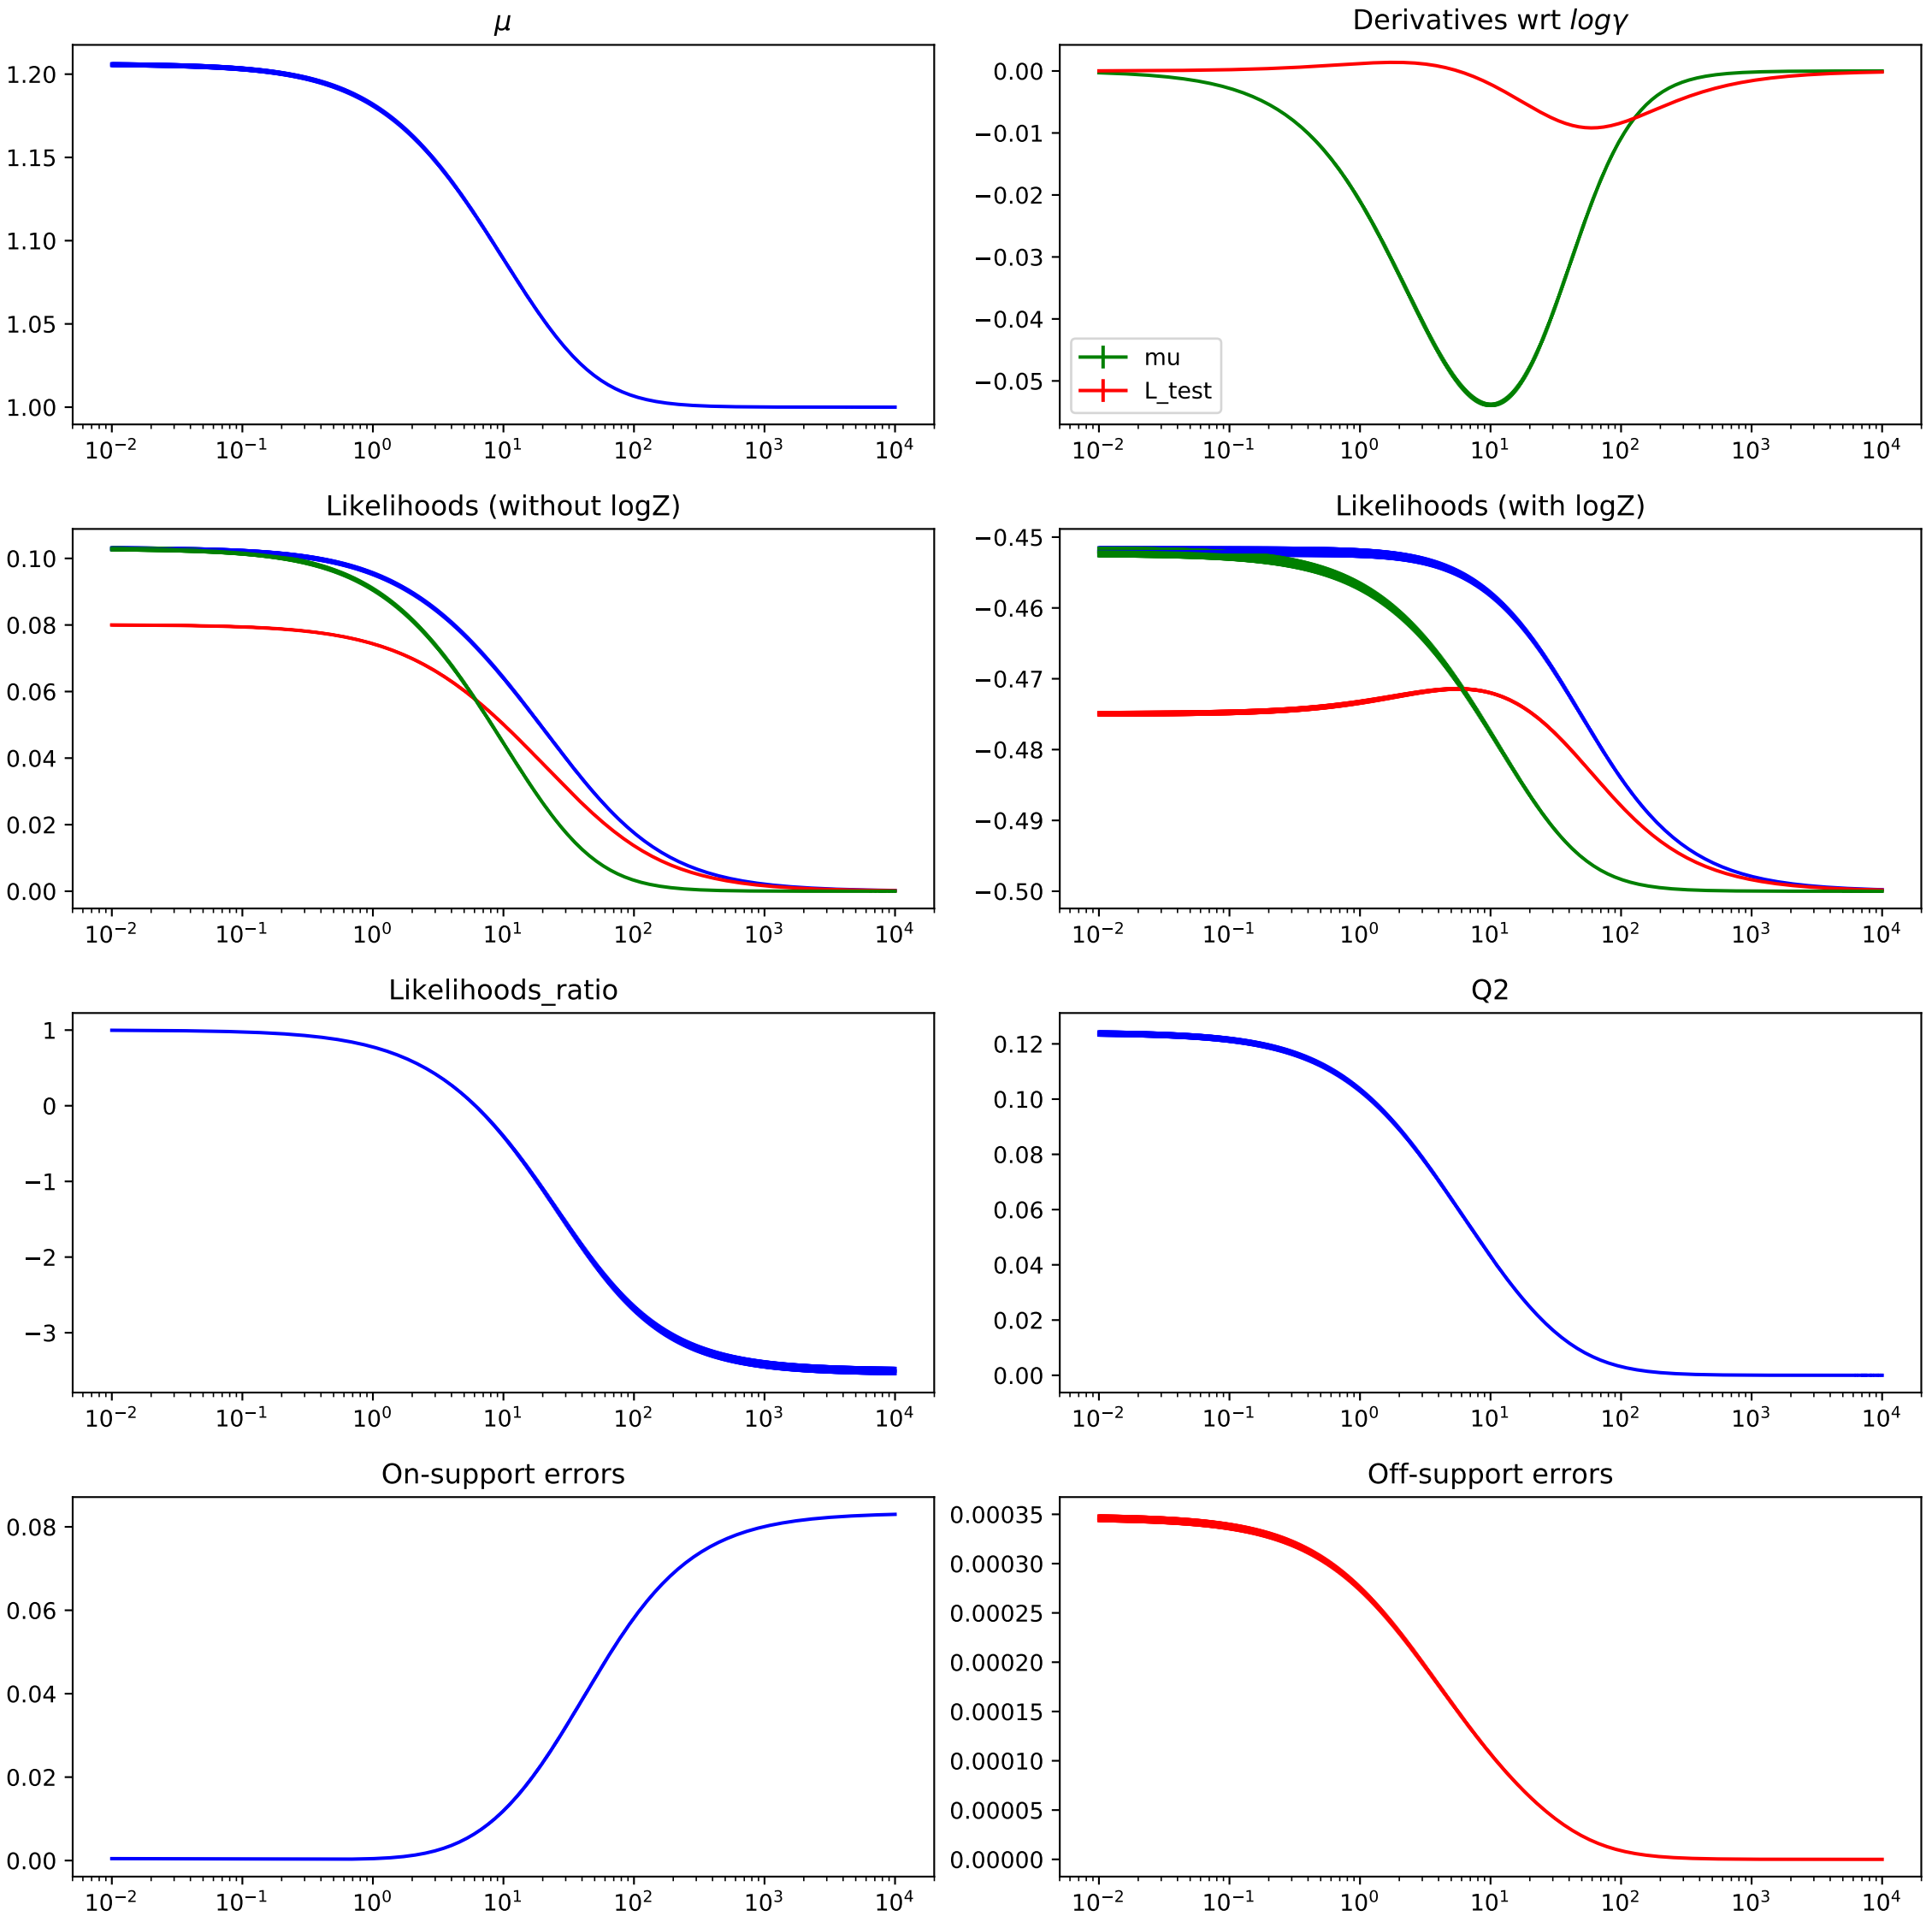 μ
1.20
1.15
1.10
1.05
1.00
10⁻² 10⁻¹ 10⁰ 10¹ 10² 10³ 10⁴
Derivatives wrt logγ
0.00
−0.01
−0.02
−0.03
−0.04
−0.05
mu
L_test
10⁻² 10⁻¹ 10⁰ 10¹ 10² 10³ 10⁴
Likelihoods (without logZ)
0.10
0.08
0.06
0.04
0.02
0.00
10⁻² 10⁻¹ 10⁰ 10¹ 10² 10³ 10⁴
Likelihoods (with logZ)
−0.45
−0.46
−0.47
−0.48
−0.49
−0.50
10⁻² 10⁻¹ 10⁰ 10¹ 10² 10³ 10⁴
Likelihoods_ratio
1
0
−1
−2
−3
10⁻² 10⁻¹ 10⁰ 10¹ 10² 10³ 10⁴
Q2
0.12
0.10
0.08
0.06
0.04
0.02
0.00
10⁻² 10⁻¹ 10⁰ 10¹ 10² 10³ 10⁴
On-support errors
0.08
0.06
0.04
0.02
0.00
10⁻² 10⁻¹ 10⁰ 10¹ 10² 10³ 10⁴
Off-support errors
0.00035
0.00030
0.00025
0.00020
0.00015
0.00010
0.00005
0.00000
10⁻² 10⁻¹ 10⁰ 10¹ 10² 10³ 10⁴